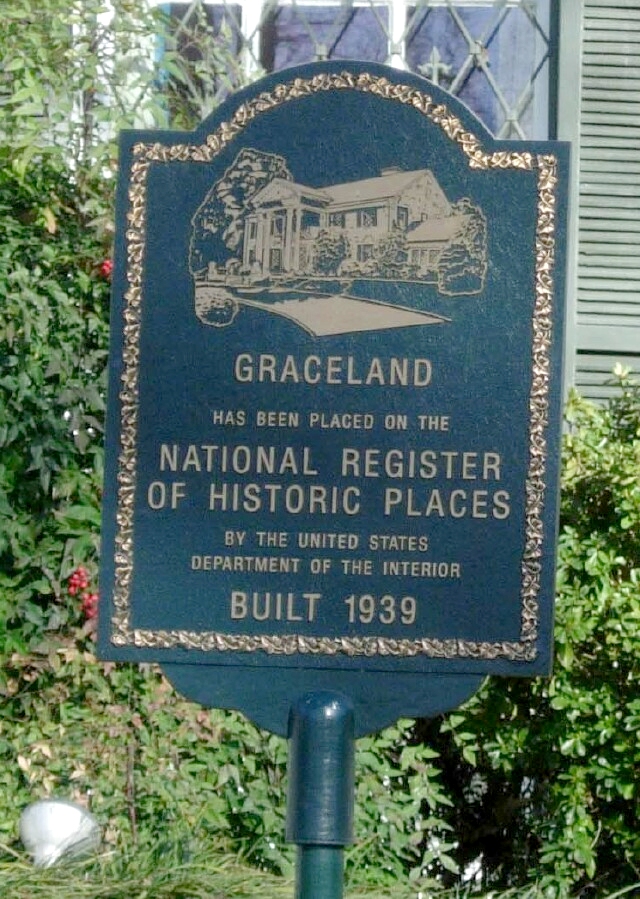 GRACELAND
HAS BEEN PLACED ON THE
NATIONAL REGISTER
OF HISTORIC PLACES
BY THE UNITED STATES
DEPARTMENT OF THE INTERIOR
BUILT 1939